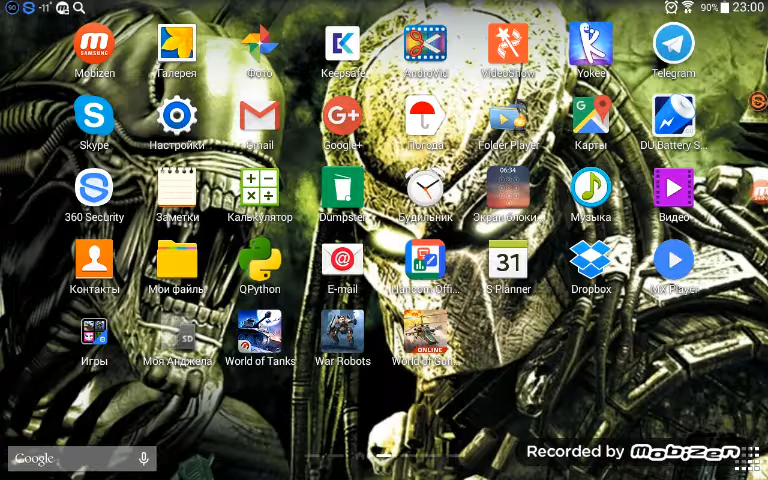 90 -11° 90% 23:00
Mobizen Галерея Фото Keepsafe AndroVid VideoShow Yokee Telegram
Skype Настройки Gmail Google+ Погода Folder Player Карты DU Battery S...
360 Security Заметки Калькулятор Dumpster Будильник Экран блоки... Музыка Видео
Контакты Мои файлы QPython E-mail Hancom Offi... S Planner Dropbox MX Player
Игры Моя Анджела World of Tanks War Robots World of Gun...
Google
Recorded by Mobizen